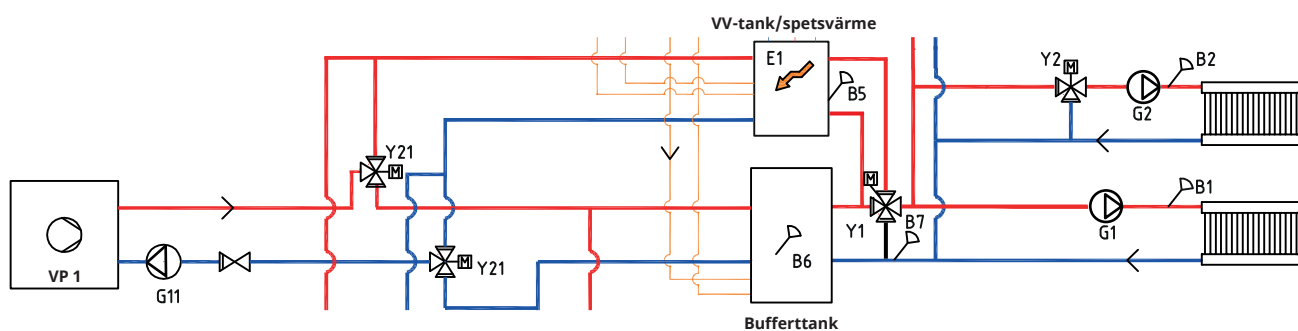 VV-tank/spetsvärme
E1
B5
Y2
M
B2
G2
Y21
M
M
B1
VP 1
G11
M
Y21
B6
Y1
B7
G1
Bufferttank